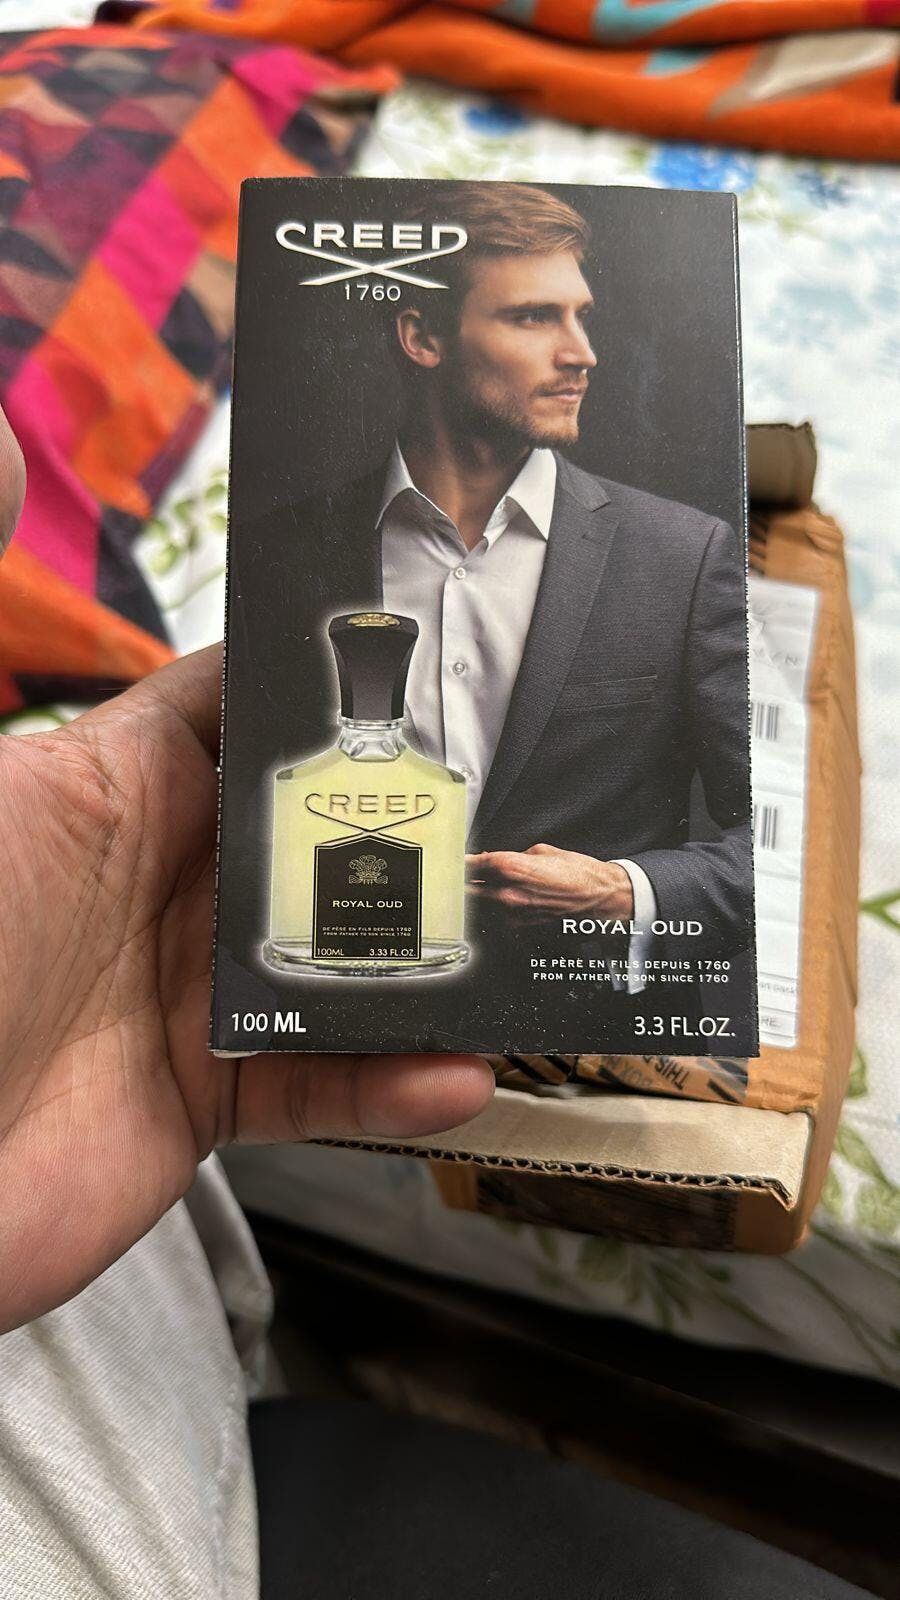 CREED
1760
CREED
ROYAL OUD
DE PÈRE EN FILS DEPUIS 1760
FROM FATHER TO SON SINCE 1760
100ML 3.33 FL.OZ.
ROYAL OUD
DE PÈRE EN FILS DEPUIS 1760
FROM FATHER TO SON SINCE 1760
100 ML
3.3 FL.OZ.
THIS